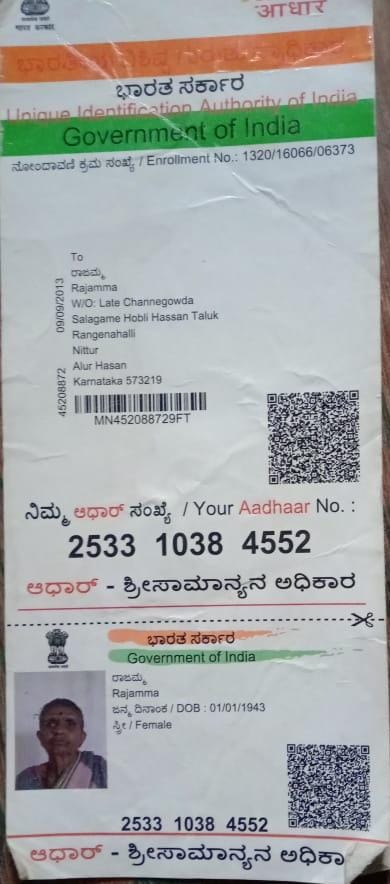 आधार
ಭಾರತ ಸರ್ಕಾರ
Unique Identification Authority of India
Government of India
ನೋಂದಾವಣಿ ಕ್ರಮ ಸಂಖ್ಯೆ / Enrollment No.: 1320/16066/06373
To
ರಾಜಮ್ಮ
Rajamma
W/O: Late Channegowda
Salagame Hobli Hassan Taluk
Rangenahalli
Nittur
Alur Hasan
Karnataka 573219
45208872 09/09/2013
MN452088729FT
ನಿಮ್ಮ ಆಧಾರ್ ಸಂಖ್ಯೆ / Your Aadhaar No. :
2533 1038 4552
ಆಧಾರ್ - ಶ್ರೀಸಾಮಾನ್ಯನ ಅಧಿಕಾರ
ಭಾರತ ಸರ್ಕಾರ
Government of India
ರಾಜಮ್ಮ
Rajamma
ಜನ್ಮ ದಿನಾಂಕ / DOB : 01/01/1943
ಸ್ತ್ರೀ / Female
2533 1038 4552
ಆಧಾರ್ - ಶ್ರೀಸಾಮಾನ್ಯನ ಅಧಿಕಾ